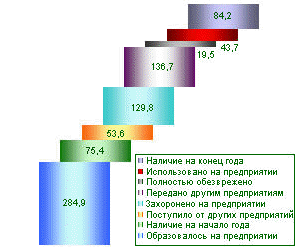 84,2
43,7
19,5
136,7
129,8
53,6
75,4
284,9
Наличие на конец года
Использовано на предприятии
Полностью обезврежено
Передано другим предприятиям
Захоронено на предприятии
Поступило от других предприятий
Наличие на начало года
Образовалось на предприятии